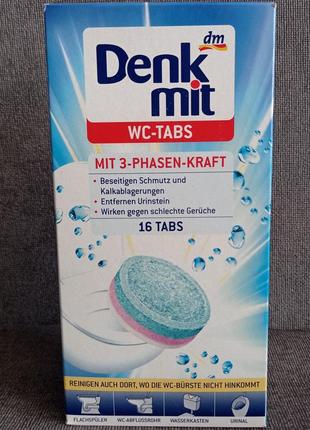 dm
Denk
mit
WC-TABS
MIT 3-PHASEN-KRAFT
• Beseitigen Schmutz und
Kalkablagerungen
• Entfernen Urinstein
• Wirken gegen schlechte Gerüche
16 TABS
REINIGEN AUCH DORT, WO DIE WC-BÜRSTE NICHT HINKOMMT
FLACHSPÜLER WC-ABFLUSSROHR WASSERKASTEN URINAL